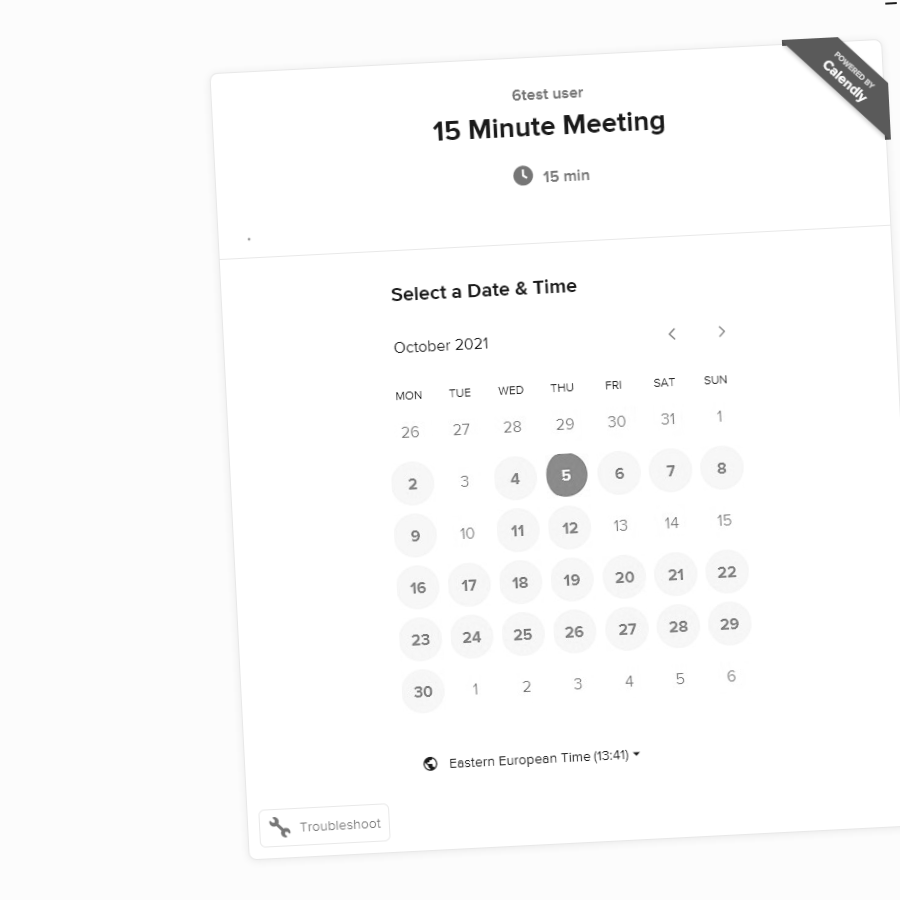 POWERED BY
Calendly
6test user
15 Minute Meeting
15 min
Select a Date & Time
October 2021
MON TUE WED THU FRI SAT SUN
26 27 28 29 30 31 1
2 3 4 5 6 7 8
9 10 11 12 13 14 15
16 17 18 19 20 21 22
23 24 25 26 27 28 29
30 1 2 3 4 5 6
Eastern European Time (13:41)
Troubleshoot